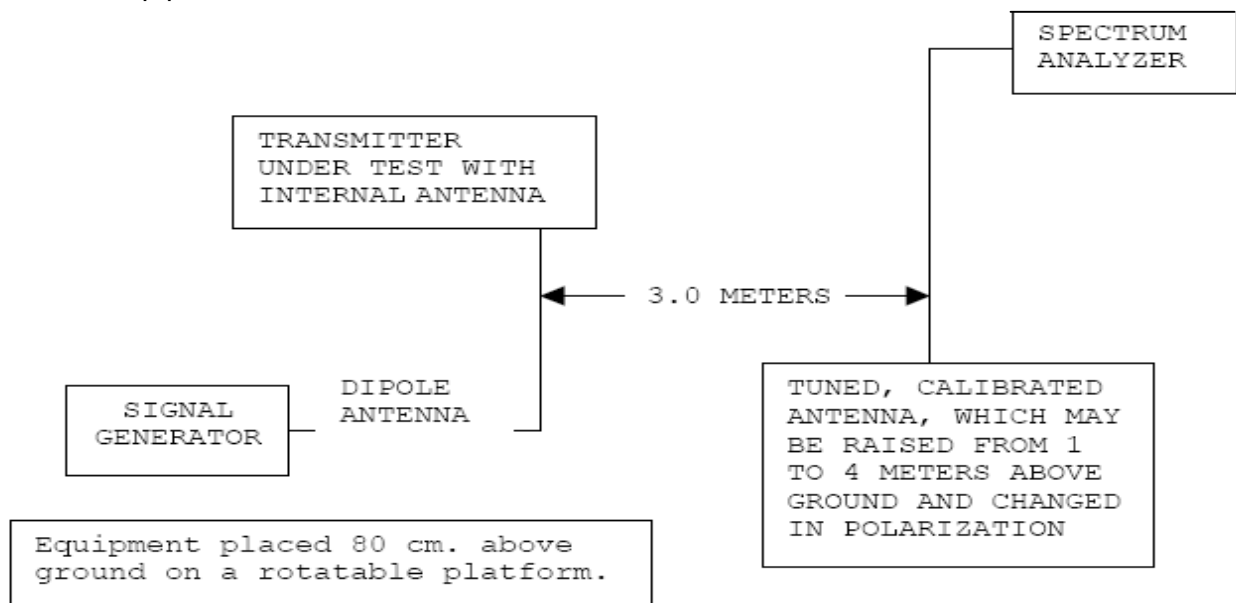 SPECTRUM
ANALYZER
TRANSMITTER
UNDER TEST WITH
INTERNAL ANTENNA
3.0 METERS
SIGNAL
GENERATOR
DIPOLE
ANTENNA
TUNED, CALIBRATED
ANTENNA, WHICH MAY
BE RAISED FROM 1
TO 4 METERS ABOVE
GROUND AND CHANGED
IN POLARIZATION
Equipment placed 80 cm. above
ground on a rotatable platform.